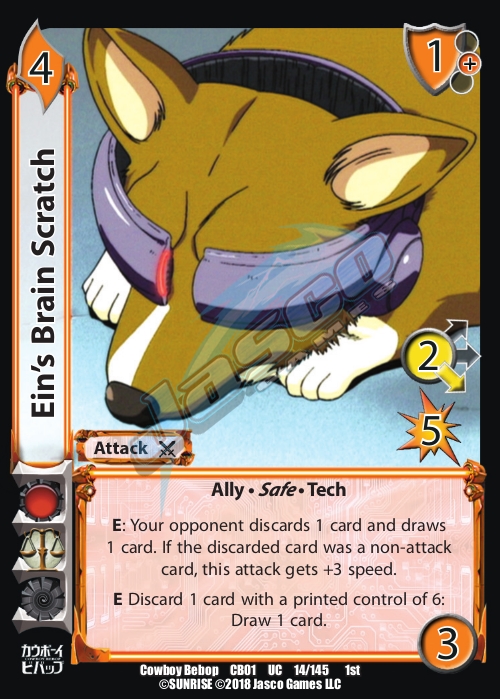 4
1
+
Ein's Brain Scratch
Jasco
GAMES
2
5
Attack
Ally • Safe • Tech
E: Your opponent discards 1 card and draws
1 card. If the discarded card was a non-attack
card, this attack gets +3 speed.
E Discard 1 card with a printed control of 6:
Draw 1 card.
3
カウボーイ
ビバップ
Cowboy Bebop CB01 UC 14/145 1st
©SUNRISE ©2018 Jasco Games LLC